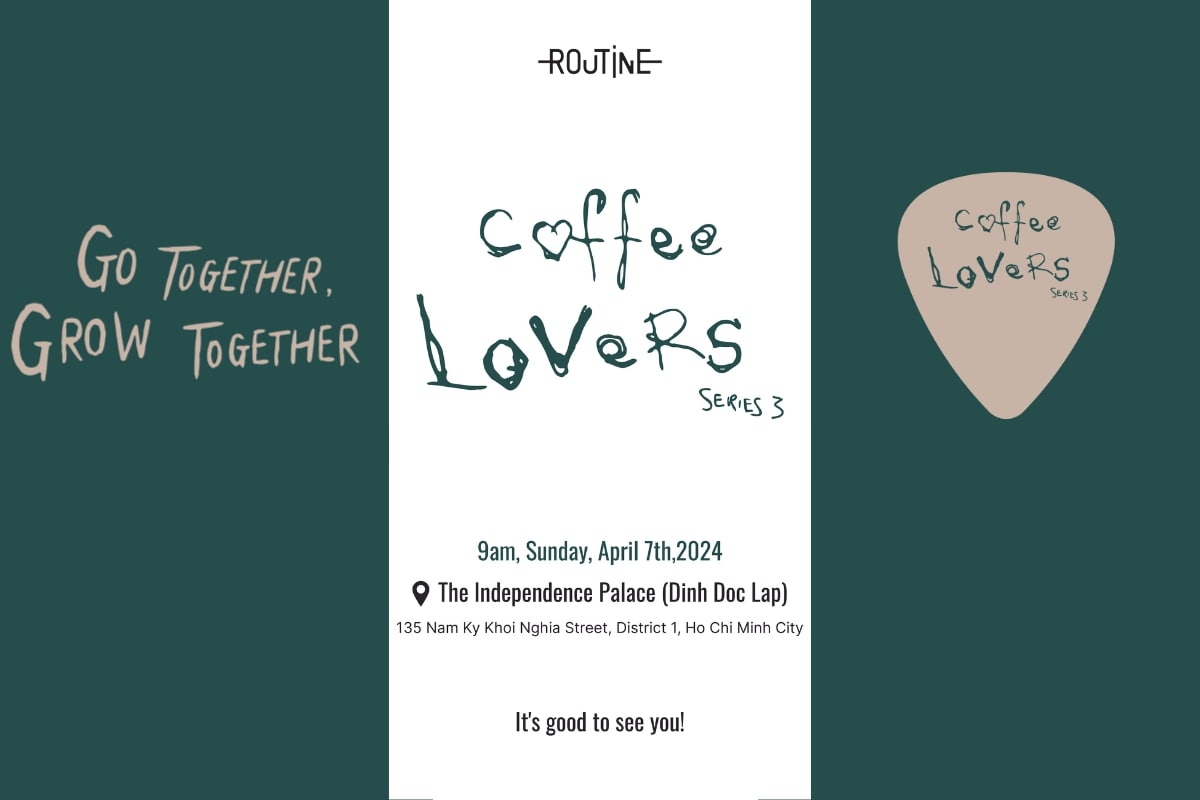 Go Together,
Grow Together
ROUTINE
Coffee
Lovers
Series 3
9am, Sunday, April 7th,2024
The Independence Palace (Dinh Doc Lap)
135 Nam Ky Khoi Nghia Street, District 1, Ho Chi Minh City
It's good to see you!
Coffee
Lovers
Series 3